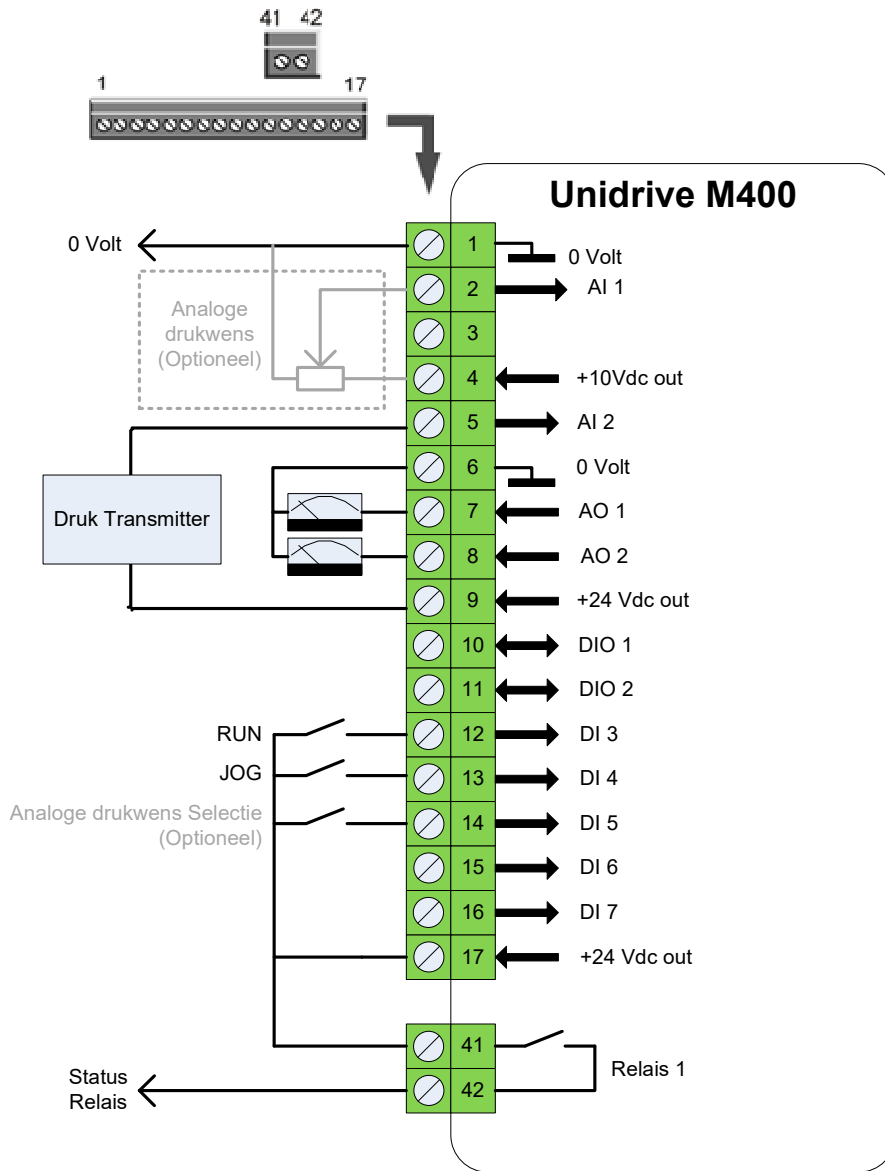 41 42
1 17
Unidrive M400
0 Volt
1
0 Volt
2
AI 1
Analoge
drukwens
(Optioneel)
3
4
+10Vdc out
5
AI 2
6
0 Volt
Druk Transmitter
7
AO 1
8
AO 2
9
+24 Vdc out
10
DIO 1
11
DIO 2
RUN
12
DI 3
JOG
13
DI 4
Analoge drukwens Selectie
(Optioneel)
14
DI 5
15
DI 6
16
DI 7
17
+24 Vdc out
41
Relais 1
Status
Relais
42